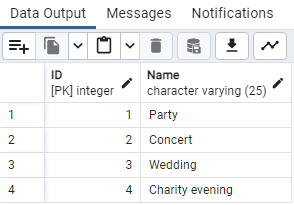 Data Output Messages Notifications
ID Name
[PK] integer character varying (25)
1 1 Party
2 2 Concert
3 3 Wedding
4 4 Charity evening